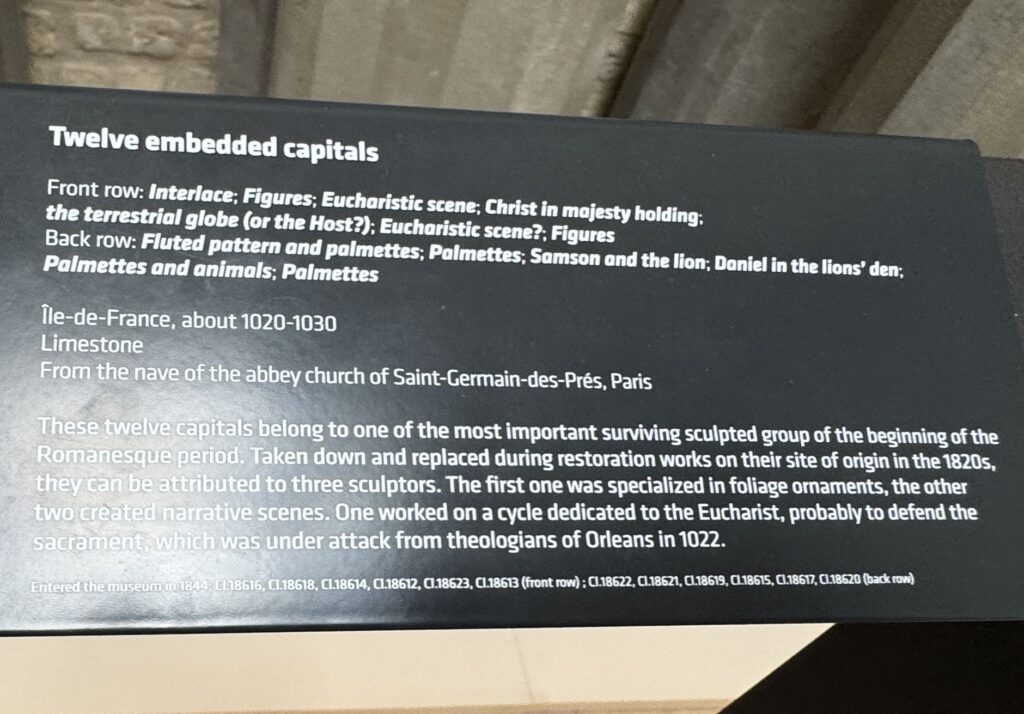 Twelve embedded capitals
Front row: Interlace; Figures; Eucharistic scene; Christ in majesty holding;
the terrestrial globe (or the Host?); Eucharistic scene?; Figures
Back row: Fluted pattern and palmettes; Palmettes; Samson and the lion; Daniel in the lions' den;
Palmettes and animals; Palmettes
Île-de-France, about 1020-1030
Limestone
From the nave of the abbey church of Saint-Germain-des-Prés, Paris
These twelve capitals belong to one of the most important surviving sculpted group of the beginning of the
Romanesque period. Taken down and replaced during restoration works on their site of origin in the 1820s,
they can be attributed to three sculptors. The first one was specialized in foliage ornaments, the other
two created narrative scenes. One worked on a cycle dedicated to the Eucharist, probably to defend the
sacrament, which was under attack from theologians of Orleans in 1022.
Entered the museum in 1844, Cl.18616, Cl.18618, Cl.18614, Cl.18612, Cl.18623, Cl.18613 (front row) ; Cl.18622, Cl.18621, Cl.18619, Cl.18615, Cl.18617, Cl.18620 (back row)